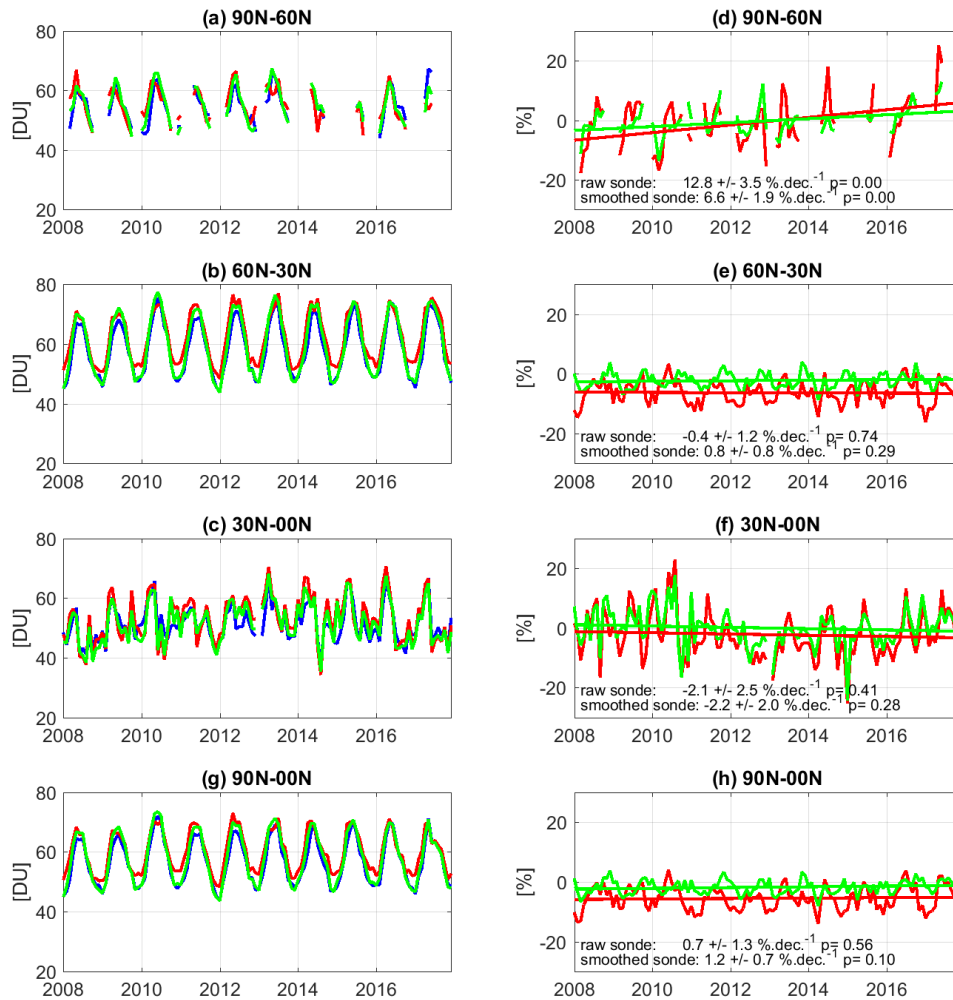 (a) 90N-60N
[DU]
80
60
40
20
2008 2010 2012 2014 2016
(d) 90N-60N
[%]
20
0
-20
raw sonde: 12.8 +/- 3.5 %.dec.-1 p= 0.00
smoothed sonde: 6.6 +/- 1.9 %.dec.-1 p= 0.00
2008 2010 2012 2014 2016
(b) 60N-30N
[DU]
80
60
40
20
2008 2010 2012 2014 2016
(e) 60N-30N
[%]
20
0
-20
raw sonde: -0.4 +/- 1.2 %.dec.-1 p= 0.74
smoothed sonde: 0.8 +/- 0.8 %.dec.-1 p= 0.29
2008 2010 2012 2014 2016
(c) 30N-00N
[DU]
80
60
40
20
2008 2010 2012 2014 2016
(f) 30N-00N
[%]
20
0
-20
raw sonde: -2.1 +/- 2.5 %.dec.-1 p= 0.41
smoothed sonde: -2.2 +/- 2.0 %.dec.-1 p= 0.28
2008 2010 2012 2014 2016
(g) 90N-00N
[DU]
80
60
40
20
2008 2010 2012 2014 2016
(h) 90N-00N
[%]
20
0
-20
raw sonde: 0.7 +/- 1.3 %.dec.-1 p= 0.56
smoothed sonde: 1.2 +/- 0.7 %.dec.-1 p= 0.10
2008 2010 2012 2014 2016